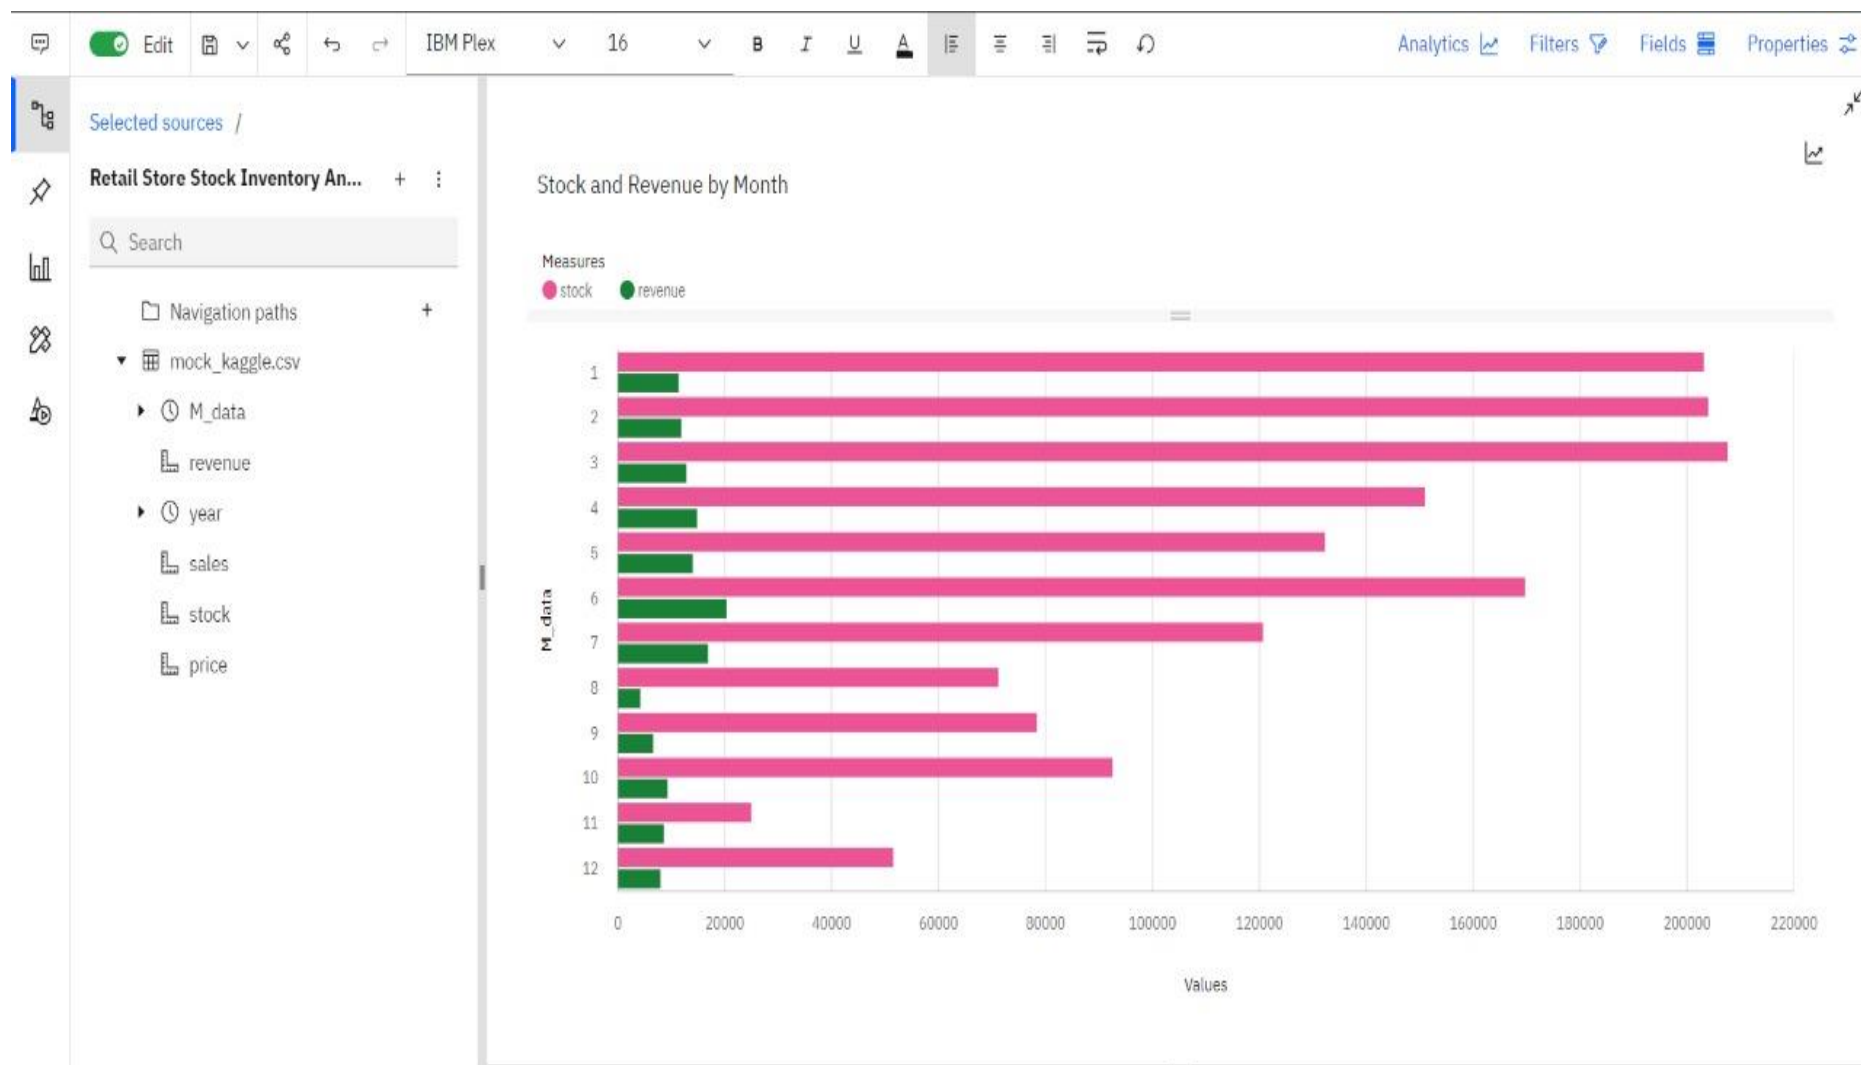 Edit IBM Plex 16 B I U A Analytics Filters Fields Properties
Selected sources /
Retail Store Stock Inventory An...
Search
Navigation paths
mock_kaggle.csv
M_data
revenue
year
sales
stock
price
Stock and Revenue by Month
Measures
stock revenue
M_data
1
2
3
4
5
6
7
8
9
10
11
12
0 20000 40000 60000 80000 100000 120000 140000 160000 180000 200000 220000
Values